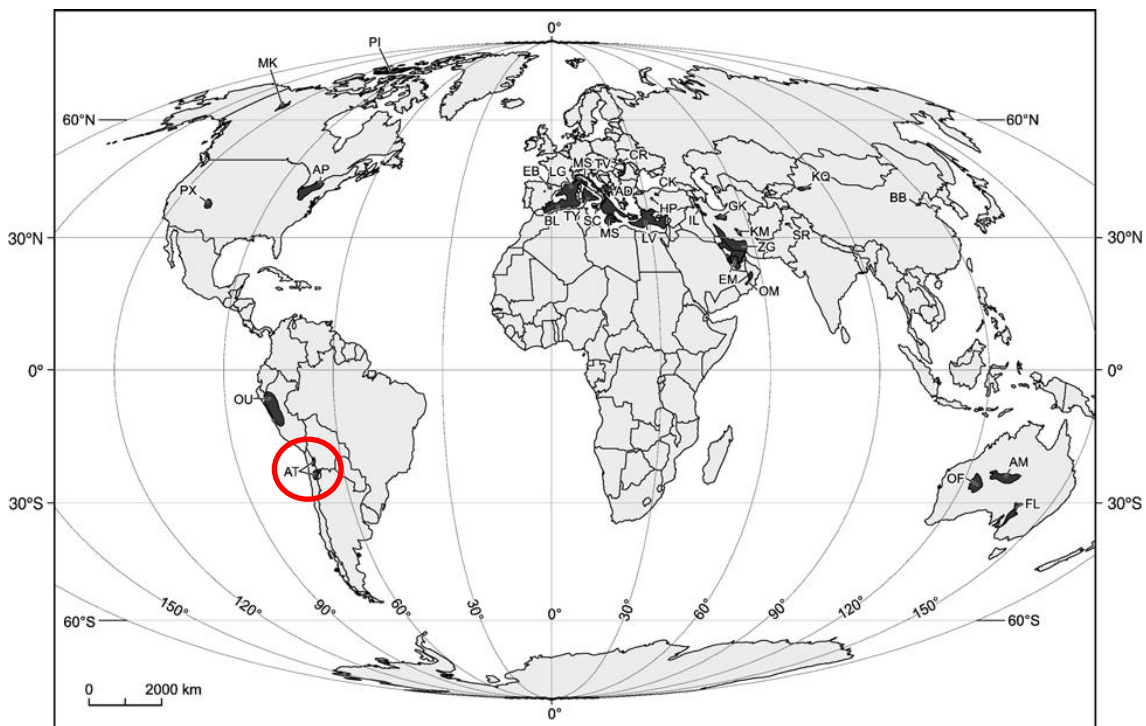 0°
PI
MK
60°N
60°N
AP
PX
EB
LG
MS
TV
CR
AD
CK
KQ
BB
HP
IL
GK
BL
TY
SC
MS
LV
KM
ZG
SR
30°N
30°N
EM
OM
0°
0°
OU
AT
OF
AM
FL
30°S
30°S
150°
120°
90°
60°
30°
0°
30°
60°
90°
120°
150°
60°S
60°S
0 2000 km
0°